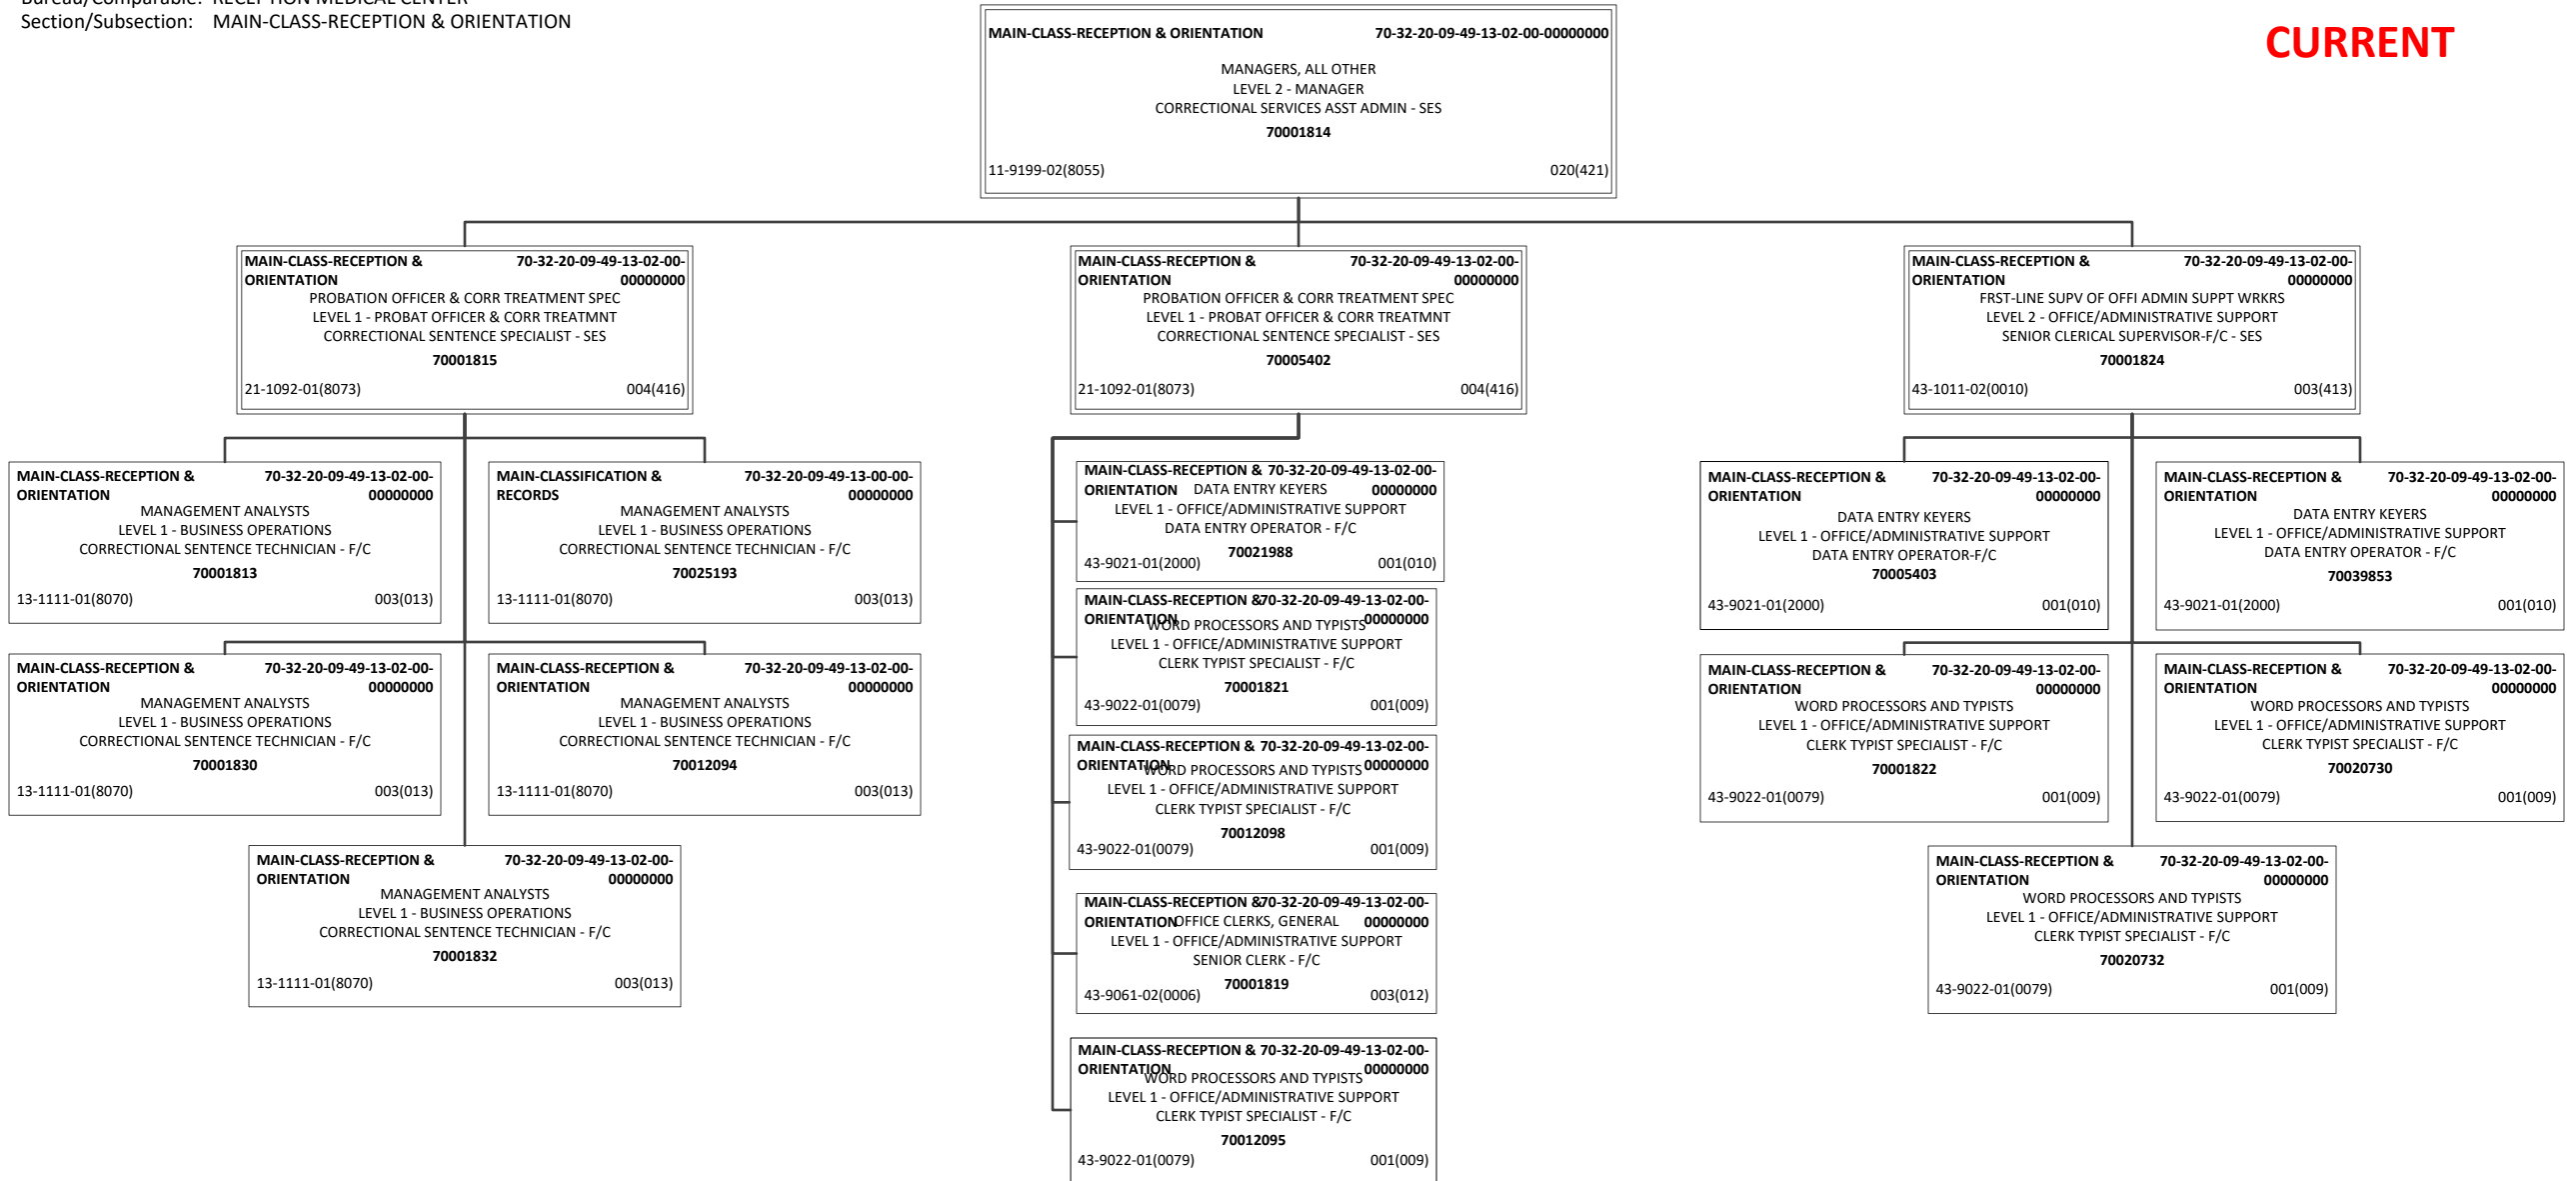 Bureau/Comparable: RECEPTION MEDICAL CENTER
Section/Subsection: MAIN-CLASS-RECEPTION & ORIENTATION
CURRENT
MAIN-CLASS-RECEPTION & ORIENTATION 70-32-20-09-49-13-02-00-00000000
MANAGERS, ALL OTHER
LEVEL 2 - MANAGER
CORRECTIONAL SERVICES ASST ADMIN - SES
70001814
11-9199-02(8055) 020(421)
MAIN-CLASS-RECEPTION & 70-32-20-09-49-13-02-00-
ORIENTATION 00000000
PROBATION OFFICER & CORR TREATMENT SPEC
LEVEL 1 - PROBAT OFFICER & CORR TREATMNT
CORRECTIONAL SENTENCE SPECIALIST - SES
70001815
21-1092-01(8073) 004(416)
MAIN-CLASS-RECEPTION & 70-32-20-09-49-13-02-00-
ORIENTATION 00000000
PROBATION OFFICER & CORR TREATMENT SPEC
LEVEL 1 - PROBAT OFFICER & CORR TREATMNT
CORRECTIONAL SENTENCE SPECIALIST - SES
70005402
21-1092-01(8073) 004(416)
MAIN-CLASS-RECEPTION & 70-32-20-09-49-13-02-00-
ORIENTATION 00000000
FRST-LINE SUPV OF OFFI ADMIN SUPPT WRKRS
LEVEL 2 - OFFICE/ADMINISTRATIVE SUPPORT
SENIOR CLERICAL SUPERVISOR-F/C - SES
70001824
43-1011-02(0010) 003(413)
MAIN-CLASS-RECEPTION & 70-32-20-09-49-13-02-00-
ORIENTATION 00000000
MANAGEMENT ANALYSTS
LEVEL 1 - BUSINESS OPERATIONS
CORRECTIONAL SENTENCE TECHNICIAN - F/C
70001813
13-1111-01(8070) 003(013)
MAIN-CLASSIFICATION & 70-32-20-09-49-13-00-00-
RECORDS 00000000
MANAGEMENT ANALYSTS
LEVEL 1 - BUSINESS OPERATIONS
CORRECTIONAL SENTENCE TECHNICIAN - F/C
70025193
13-1111-01(8070) 003(013)
MAIN-CLASS-RECEPTION & 70-32-20-09-49-13-02-00-
ORIENTATION 00000000
MANAGEMENT ANALYSTS
LEVEL 1 - BUSINESS OPERATIONS
CORRECTIONAL SENTENCE TECHNICIAN - F/C
70001830
13-1111-01(8070) 003(013)
MAIN-CLASS-RECEPTION & 70-32-20-09-49-13-02-00-
ORIENTATION 00000000
MANAGEMENT ANALYSTS
LEVEL 1 - BUSINESS OPERATIONS
CORRECTIONAL SENTENCE TECHNICIAN - F/C
70012094
13-1111-01(8070) 003(013)
MAIN-CLASS-RECEPTION & 70-32-20-09-49-13-02-00-
ORIENTATION 00000000
MANAGEMENT ANALYSTS
LEVEL 1 - BUSINESS OPERATIONS
CORRECTIONAL SENTENCE TECHNICIAN - F/C
70001832
13-1111-01(8070) 003(013)
MAIN-CLASS-RECEPTION & 70-32-20-09-49-13-02-00-
ORIENTATION DATA ENTRY KEYERS 00000000
LEVEL 1 - OFFICE/ADMINISTRATIVE SUPPORT
DATA ENTRY OPERATOR - F/C
70021988
43-9021-01(2000) 001(010)
MAIN-CLASS-RECEPTION &70-32-20-09-49-13-02-00-
ORIENTATION 00000000
WORD PROCESSORS AND TYPISTS
LEVEL 1 - OFFICE/ADMINISTRATIVE SUPPORT
CLERK TYPIST SPECIALIST - F/C
70001821
43-9022-01(0079) 001(009)
MAIN-CLASS-RECEPTION & 70-32-20-09-49-13-02-00-
ORIENTATION 00000000
WORD PROCESSORS AND TYPISTS
LEVEL 1 - OFFICE/ADMINISTRATIVE SUPPORT
CLERK TYPIST SPECIALIST - F/C
70012098
43-9022-01(0079) 001(009)
MAIN-CLASS-RECEPTION &70-32-20-09-49-13-02-00-
ORIENTATION OFFICE CLERKS, GENERAL 00000000
LEVEL 1 - OFFICE/ADMINISTRATIVE SUPPORT
SENIOR CLERK - F/C
70001819
43-9061-02(0006) 003(012)
MAIN-CLASS-RECEPTION & 70-32-20-09-49-13-02-00-
ORIENTATION 00000000
WORD PROCESSORS AND TYPISTS
LEVEL 1 - OFFICE/ADMINISTRATIVE SUPPORT
CLERK TYPIST SPECIALIST - F/C
70012095
43-9022-01(0079) 001(009)
MAIN-CLASS-RECEPTION & 70-32-20-09-49-13-02-00-
ORIENTATION 00000000
DATA ENTRY KEYERS
LEVEL 1 - OFFICE/ADMINISTRATIVE SUPPORT
DATA ENTRY OPERATOR-F/C
70005403
43-9021-01(2000) 001(010)
MAIN-CLASS-RECEPTION & 70-32-20-09-49-13-02-00-
ORIENTATION 00000000
DATA ENTRY KEYERS
LEVEL 1 - OFFICE/ADMINISTRATIVE SUPPORT
DATA ENTRY OPERATOR - F/C
70039853
43-9021-01(2000) 001(010)
MAIN-CLASS-RECEPTION & 70-32-20-09-49-13-02-00-
ORIENTATION 00000000
WORD PROCESSORS AND TYPISTS
LEVEL 1 - OFFICE/ADMINISTRATIVE SUPPORT
CLERK TYPIST SPECIALIST - F/C
70001822
43-9022-01(0079) 001(009)
MAIN-CLASS-RECEPTION & 70-32-20-09-49-13-02-00-
ORIENTATION 00000000
WORD PROCESSORS AND TYPISTS
LEVEL 1 - OFFICE/ADMINISTRATIVE SUPPORT
CLERK TYPIST SPECIALIST - F/C
70020730
43-9022-01(0079) 001(009)
MAIN-CLASS-RECEPTION & 70-32-20-09-49-13-02-00-
ORIENTATION 00000000
WORD PROCESSORS AND TYPISTS
LEVEL 1 - OFFICE/ADMINISTRATIVE SUPPORT
CLERK TYPIST SPECIALIST - F/C
70020732
43-9022-01(0079) 001(009)